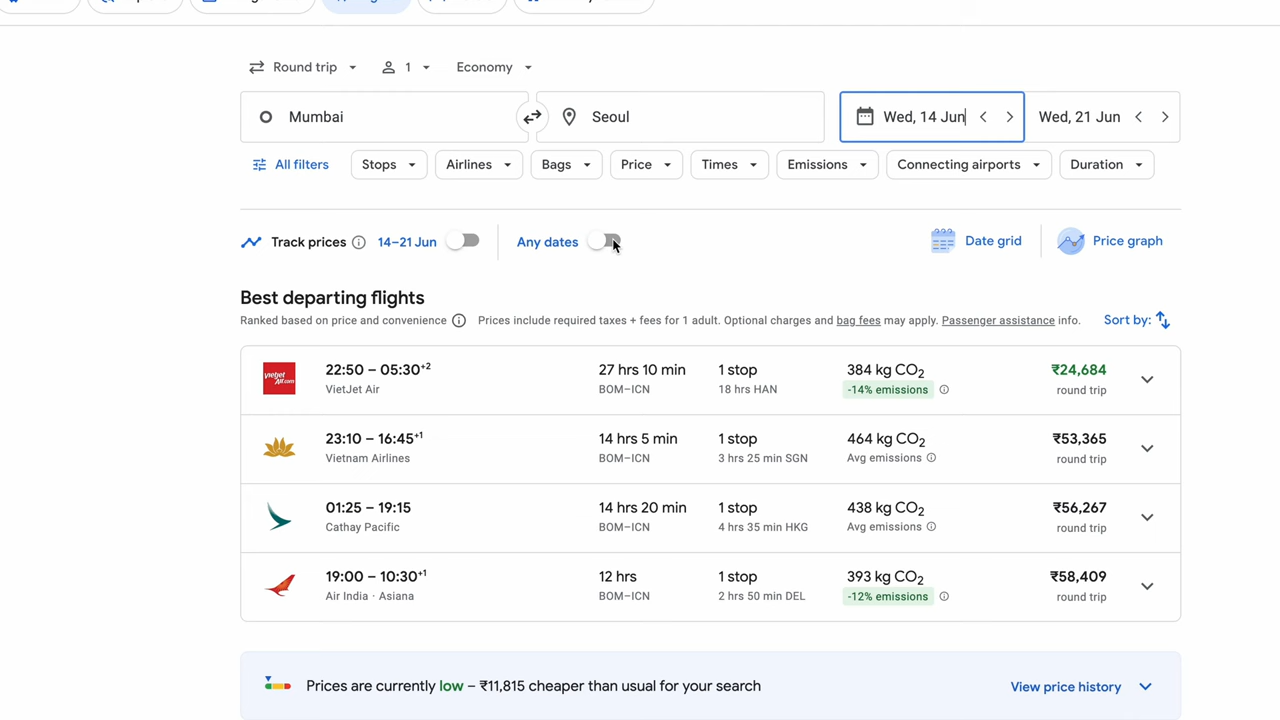 Round trip 1 Economy
Mumbai Seoul Wed, 14 Jun Wed, 21 Jun
All filters Stops Airlines Bags Price Times Emissions Connecting airports Duration
Track prices 14–21 Jun Any dates Date grid Price graph
Best departing flights
Ranked based on price and convenience Prices include required taxes + fees for 1 adult. Optional charges and bag fees may apply. Passenger assistance info. Sort by:
22:50 – 05:30+2 27 hrs 10 min 1 stop 384 kg CO2 ₹24,684
VietJet Air BOM–ICN 18 hrs HAN -14% emissions round trip
23:10 – 16:45+1 14 hrs 5 min 1 stop 464 kg CO2 ₹53,365
Vietnam Airlines BOM–ICN 3 hrs 25 min SGN Avg emissions round trip
01:25 – 19:15 14 hrs 20 min 1 stop 438 kg CO2 ₹56,267
Cathay Pacific BOM–ICN 4 hrs 35 min HKG Avg emissions round trip
19:00 – 10:30+1 12 hrs 1 stop 393 kg CO2 ₹58,409
Air India · Asiana BOM–ICN 2 hrs 50 min DEL -12% emissions round trip
Prices are currently low – ₹11,815 cheaper than usual for your search View price history